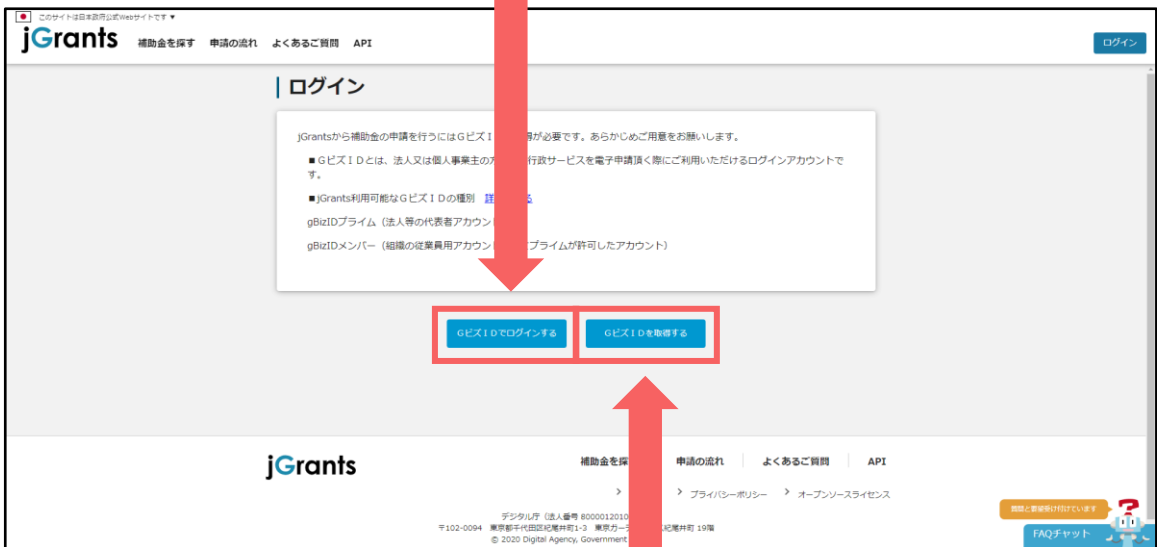 このサイトは日本政府公式Webサイトです ▼
jGrants 補助金を探す 申請の流れ よくあるご質問 API
ログイン
ログイン
jGrantsから補助金の申請を行うにはGビズI が必要です。あらかじめご用意をお願いします。
■GビズIDとは、法人又は個人事業主の 行政サービスを電子申請頂く際にご利用いただけるログインアカウントで
す。
■jGrants利用可能なGビズIDの種別
gBizIDプライム（法人等の代表者アカウン
gBizIDメンバー（組織の従業員用アカウン プライムが許可したアカウント）
GビズIDでログインする GビズIDを取得する
jGrants 補助金を探 申請の流れ よくあるご質問 API
プライバシーポリシー オープンソースライセンス
デジタル庁（法人番号 8000012010
〒102-0094 東京都千代田区紀尾井町1-3 東京ガー 紀尾井町 19階
© 2020 Digital Agency, Government
質問と要望受け付けています
FAQチャット